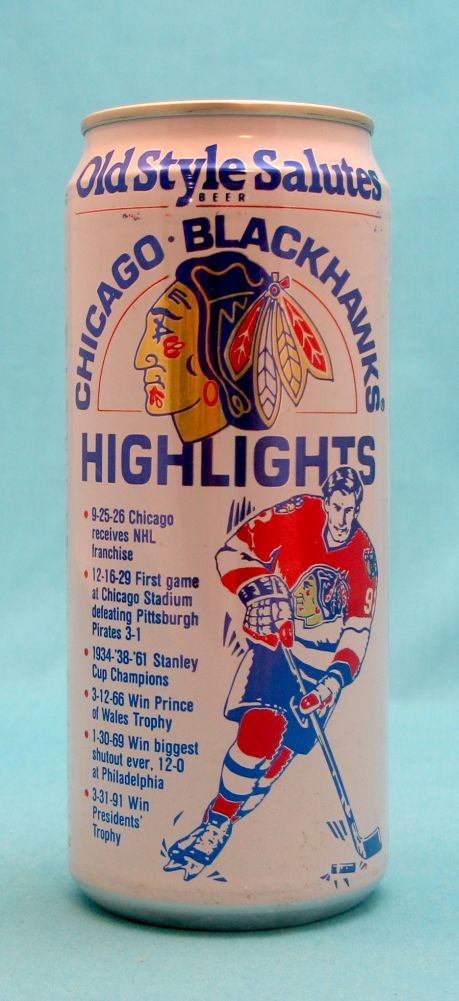 Old Style Salutes
BEER
CHICAGO · BLACKHAWKS®
HIGHLIGHTS
• 9-25-26 Chicago
receives NHL
franchise
• 12-16-29 First game
at Chicago Stadium
defeating Pittsburgh
Pirates 3-1
• 1934-'38-'61 Stanley
Cup Champions
• 3-12-66 Win Prince
of Wales Trophy
• 1-30-69 Win biggest
shutout ever, 12-0
at Philadelphia
• 3-31-91 Win
Presidents'
Trophy
9